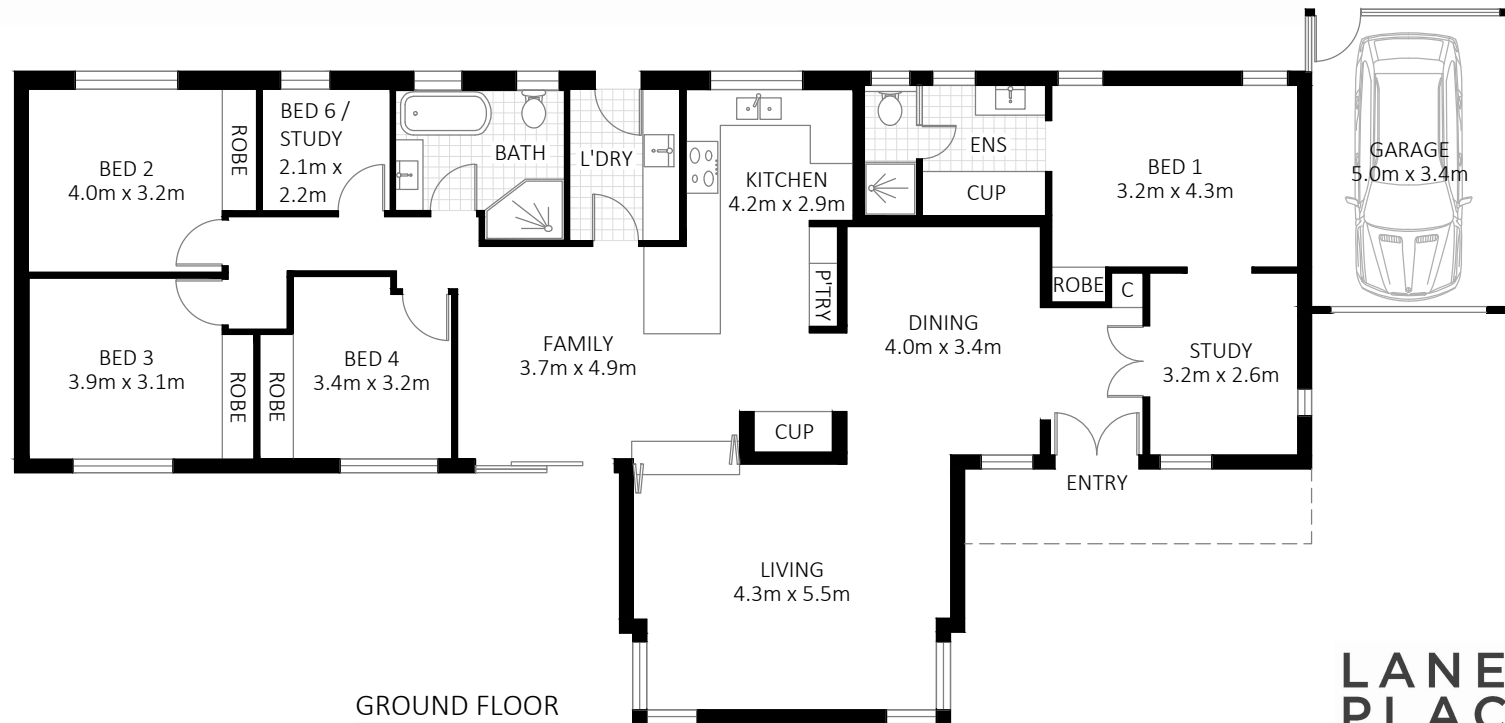 BED 2
4.0m x 3.2m
ROBE
BED 6 /
STUDY
2.1m x
2.2m
BATH
L'DRY
KITCHEN
4.2m x 2.9m
ENS
CUP
BED 1
3.2m x 4.3m
GARAGE
5.0m x 3.4m
P'TRY
ROBE
C
DINING
4.0m x 3.4m
STUDY
3.2m x 2.6m
FAMILY
3.7m x 4.9m
BED 3
3.9m x 3.1m
ROBE
ROBE
BED 4
3.4m x 3.2m
CUP
ENTRY
LIVING
4.3m x 5.5m
GROUND FLOOR
LANE
PLAC